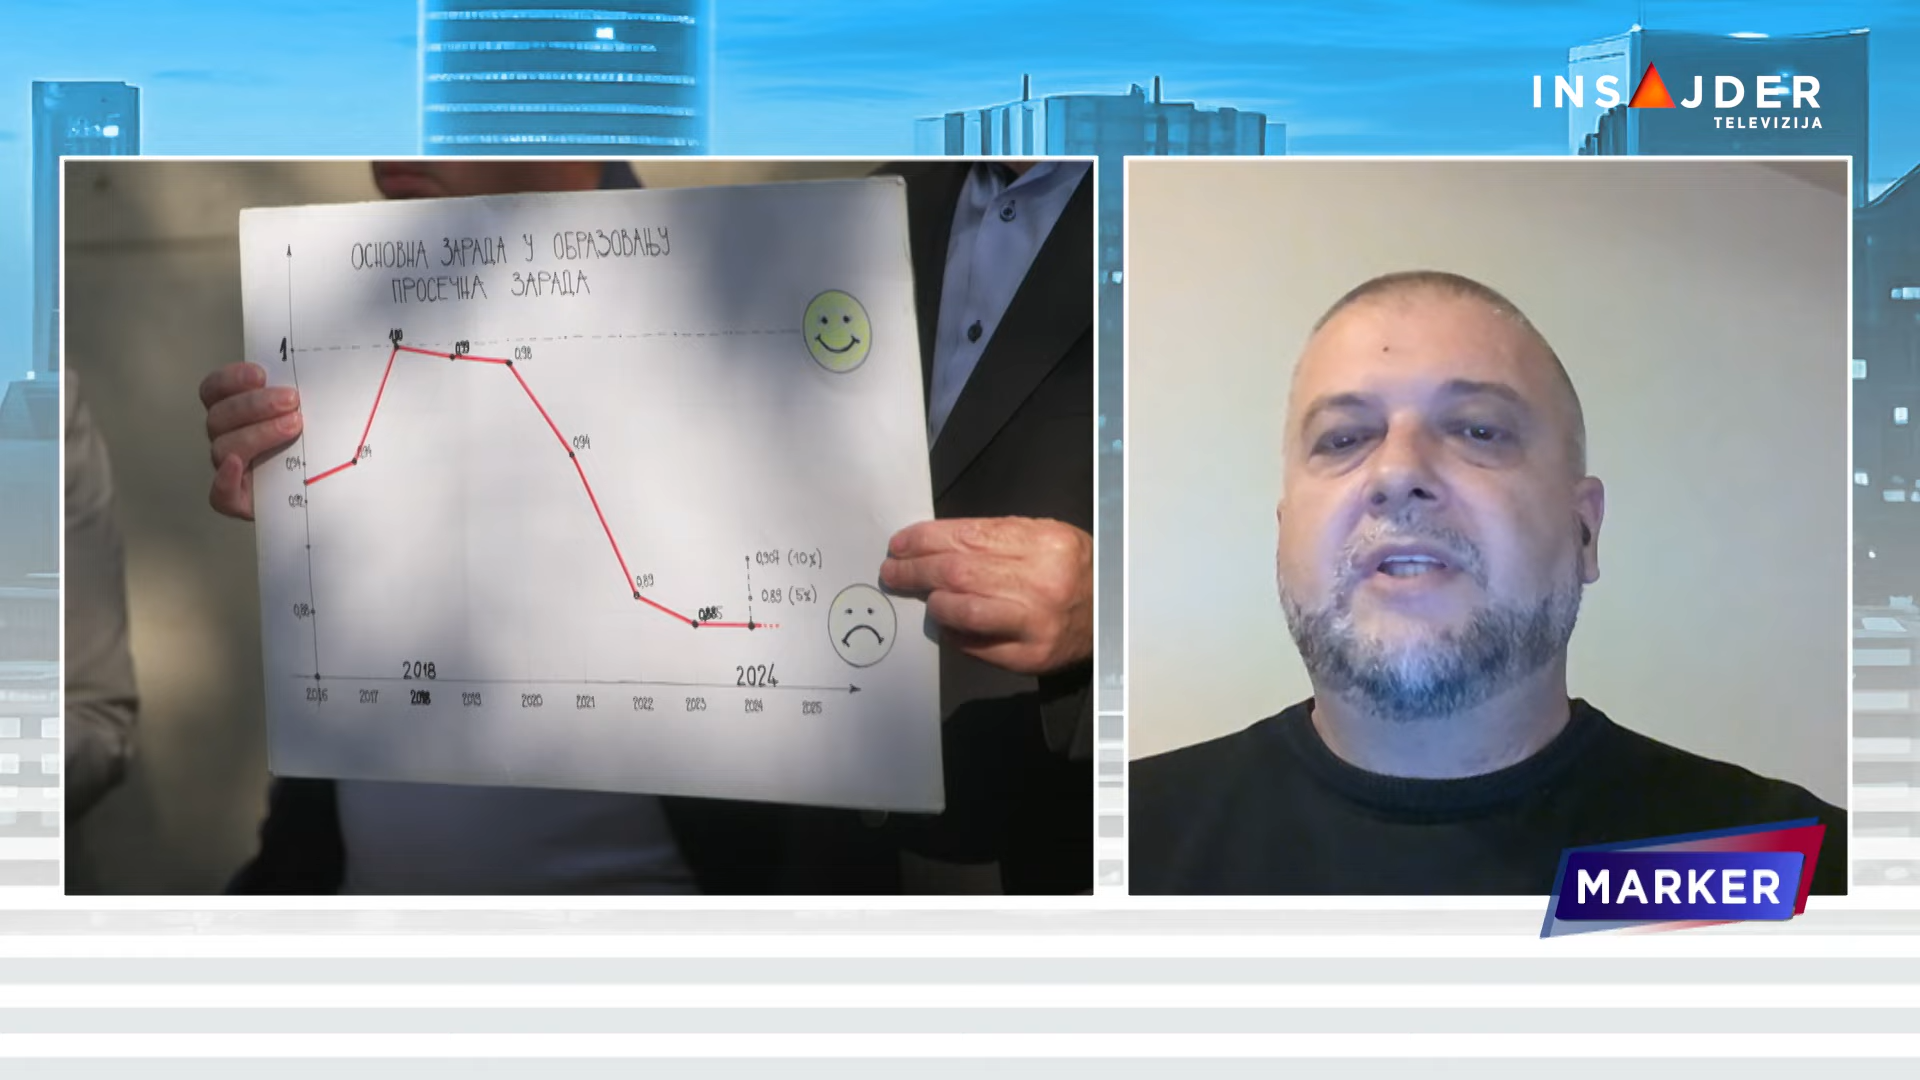 INSAJDER
TELEVIZIJA
ОСНОВНА ЗАРАДА У ОБРАЗОВАЊУ
ПРОСЕЧНА ЗАРАДА
1
1,00
0,99
0,98
0,94
0,94
0,94
0,92
0,89
0,907 (10%)
0,89 (5%)
0,88
2018
2024
2016 2017 2018 2019 2020 2021 2022 2023 2024 2025
MARKER